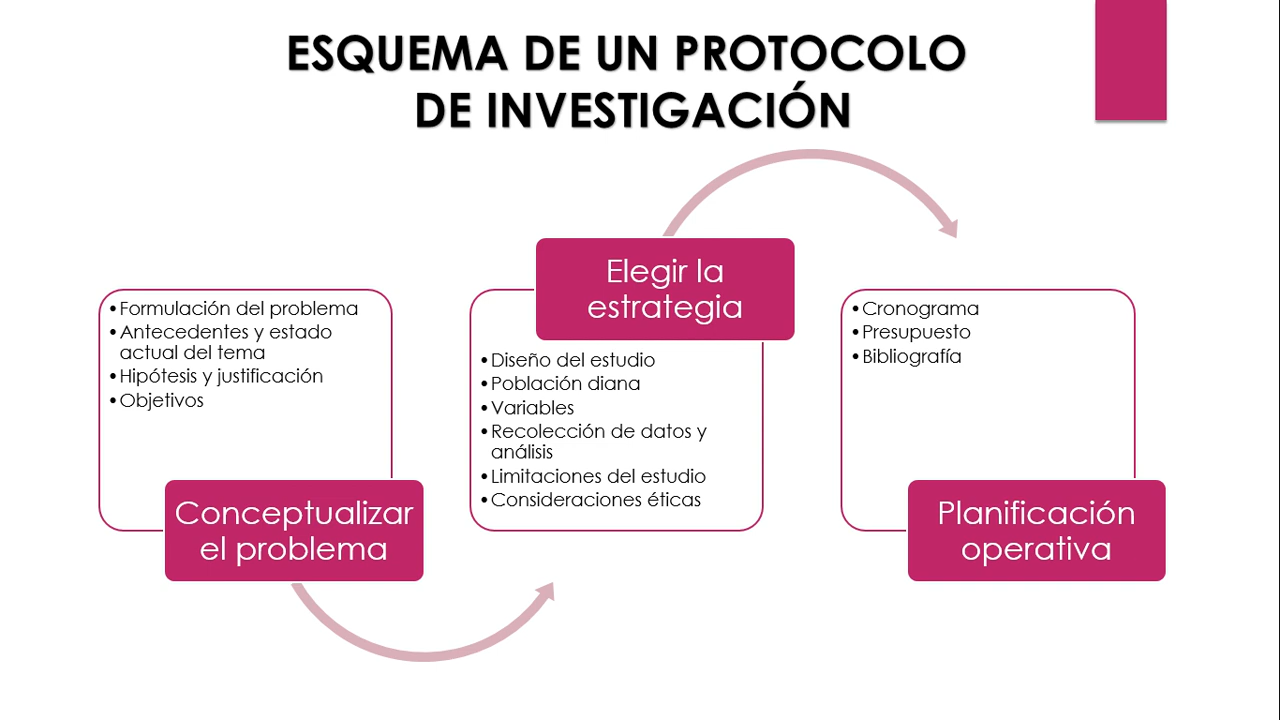 ESQUEMA DE UN PROTOCOLO
DE INVESTIGACIÓN
•Formulación del problema
•Antecedentes y estado
actual del tema
•Hipótesis y justificación
•Objetivos
Conceptualizar
el problema
Elegir la
estrategia
•Diseño del estudio
•Población diana
•Variables
•Recolección de datos y
análisis
•Limitaciones del estudio
•Consideraciones éticas
•Cronograma
•Presupuesto
•Bibliografía
Planificación
operativa